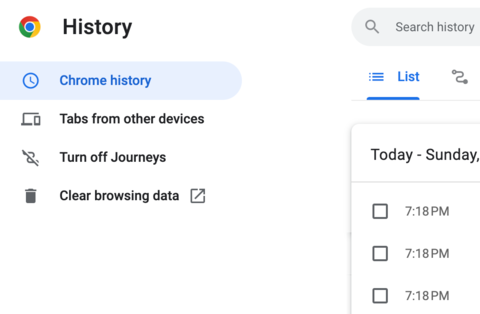 History
Search history
Chrome history
List
Tabs from other devices
Turn off Journeys
Clear browsing data
Today - Sunday,
7:18 PM
7:18 PM
7:18 PM